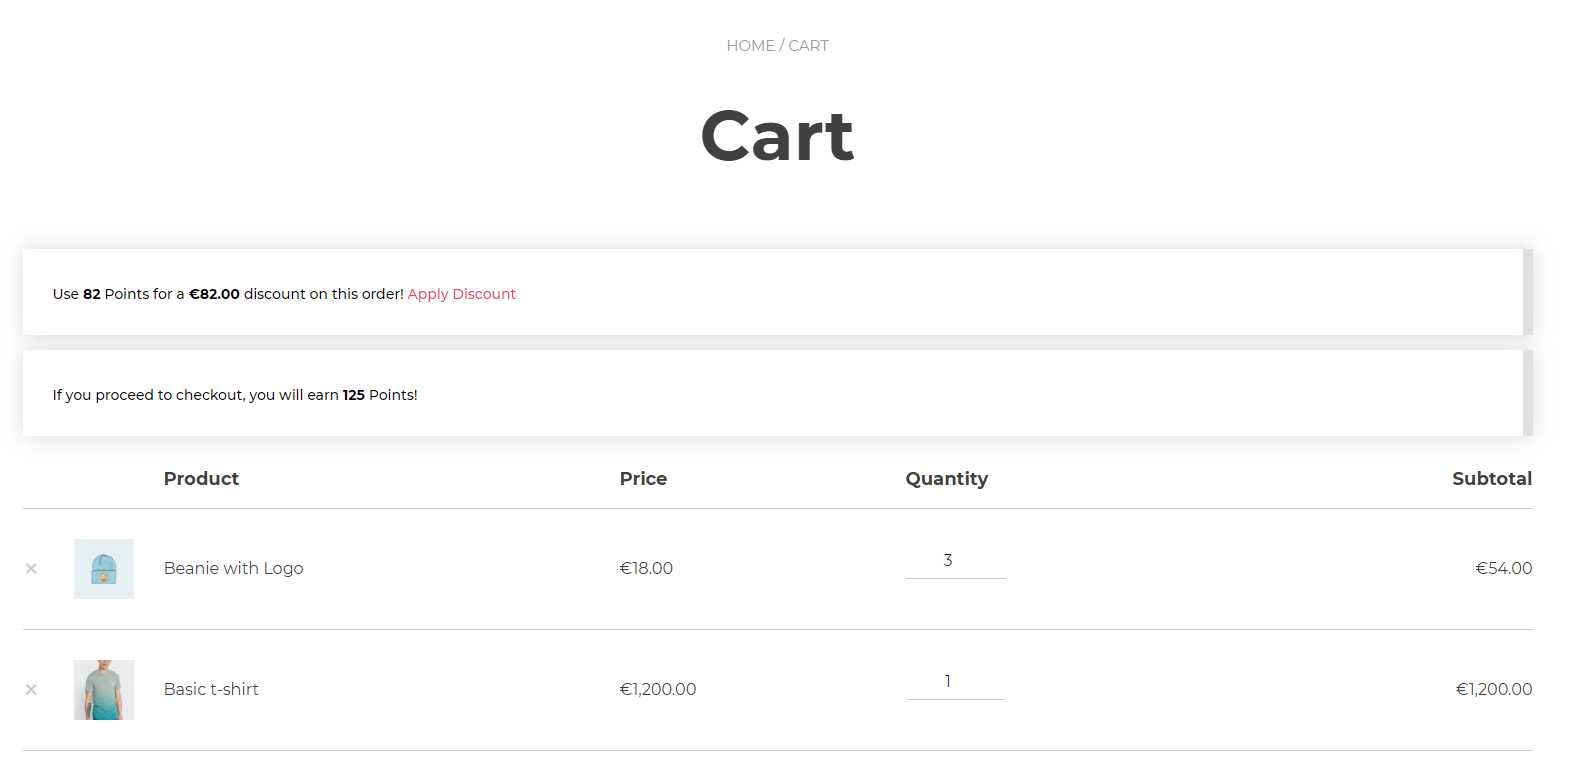 HOME / CART
Cart
Use 82 Points for a €82.00 discount on this order! Apply Discount
If you proceed to checkout, you will earn 125 Points!
Product Price Quantity Subtotal
× Beanie with Logo €18.00 3 €54.00
× Basic t-shirt €1,200.00 1 €1,200.00